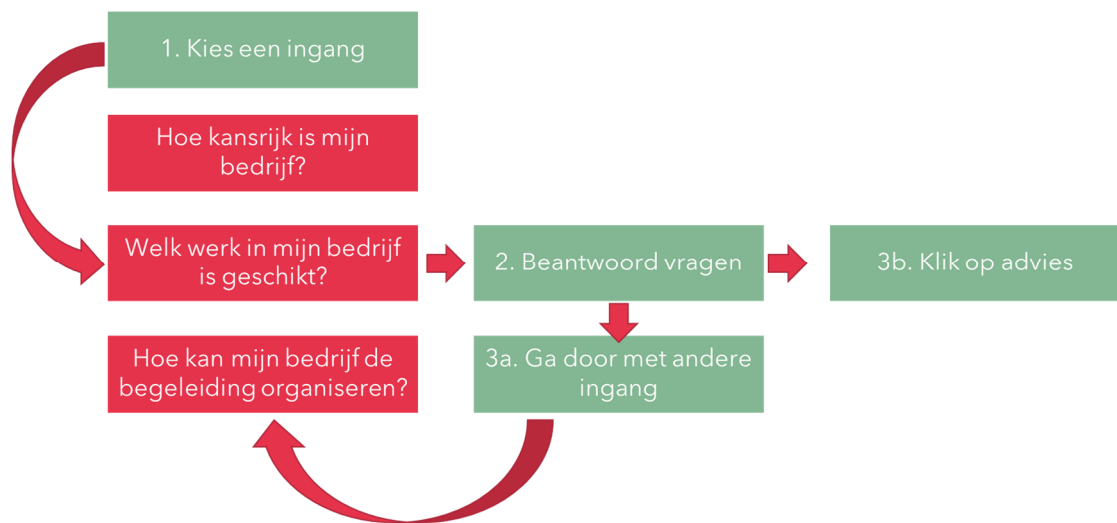 1. Kies een ingang
Hoe kansrijk is mijn
bedrijf?
Welk werk in mijn bedrijf
is geschikt?
2. Beantwoord vragen
3b. Klik op advies
Hoe kan mijn bedrijf de
begeleiding organiseren?
3a. Ga door met andere
ingang